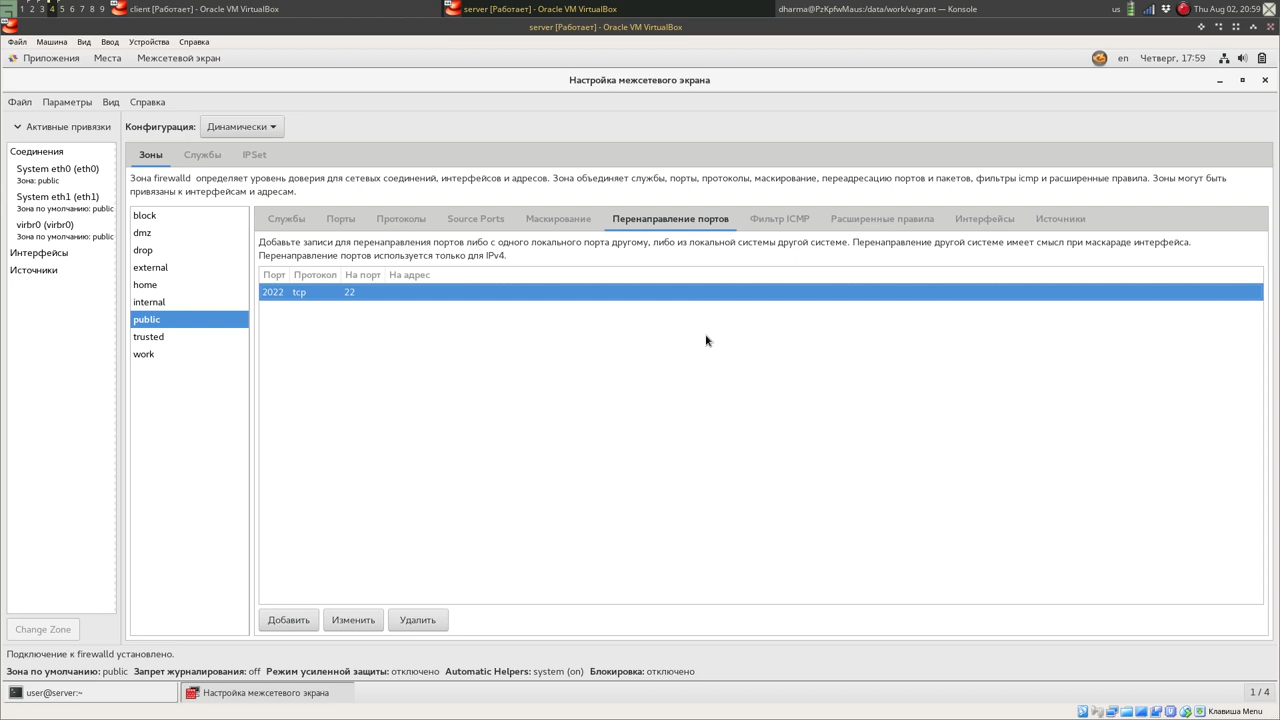 1 2 3 4 5 6 7 8 9
client [Работает] - Oracle VM VirtualBox
server [Работает] - Oracle VM VirtualBox
dharma@PzKpfwMaus:/data/work/vagrant — Konsole
us
Thu Aug 02, 20:59
server [Работает] - Oracle VM VirtualBox
Файл Машина Вид Ввод Устройства Справка
Приложения Места Межсетевой экран
en Четверг, 17:59
Настройка межсетевого экрана
Файл Параметры Вид Справка
Активные привязки
Конфигурация: Динамически
Соединения
System eth0 (eth0)
Зона: public
System eth1 (eth1)
Зона по умолчанию: public
virbr0 (virbr0)
Зона по умолчанию: public
Интерфейсы
Источники
Change Zone
Зоны Службы IPSet
Зона firewalld определяет уровень доверия для сетевых соединений, интерфейсов и адресов. Зона объединяет службы, порты, протоколы, маскирование, переадресацию портов и пакетов, фильтры icmp и расширенные правила. Зоны могут быть
привязаны к интерфейсам и адресам.
block
dmz
drop
external
home
internal
public
trusted
work
Службы Порты Протоколы Source Ports Маскирование Перенаправление портов Фильтр ICMP Расширенные правила Интерфейсы Источники
Добавьте записи для перенаправления портов либо с одного локального порта другому, либо из локальной системы другой системе. Перенаправление другой системе имеет смысл при маскараде интерфейса.
Перенаправление портов используется только для IPv4.
Порт Протокол На порт На адрес
2022 tcp 22
Добавить Изменить Удалить
Подключение к firewalld установлено.
Зона по умолчанию: public Запрет журналирования: off Режим усиленной защиты: отключено Automatic Helpers: system (on) Блокировка: отключено
user@server:~
Настройка межсетевого экрана
1 / 4
Клавиша Menu